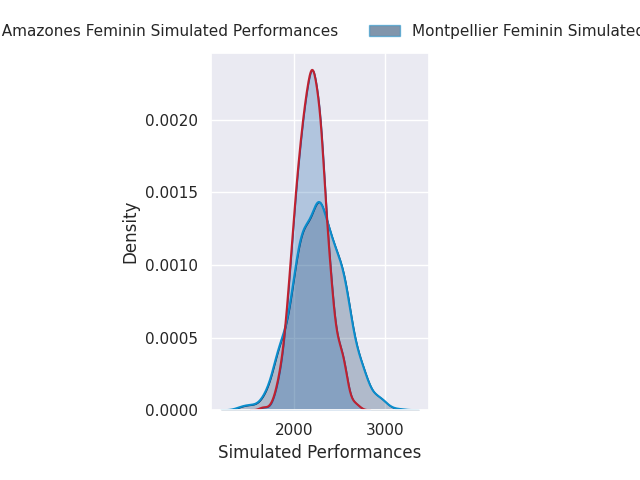 Amazones Feminin Simulated Performances
Montpellier Feminin Simulated
0.0020
0.0015
0.0010
0.0005
0.0000
Density
2000
3000
Simulated Performances